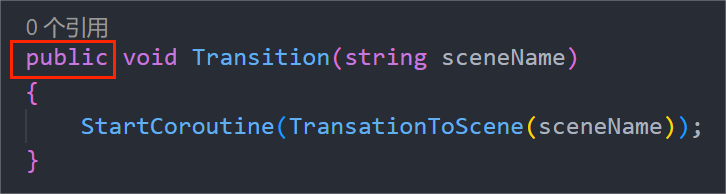 0 个引用
public void Transition(string sceneName)
{
StartCoroutine(TransationToScene(sceneName));
}